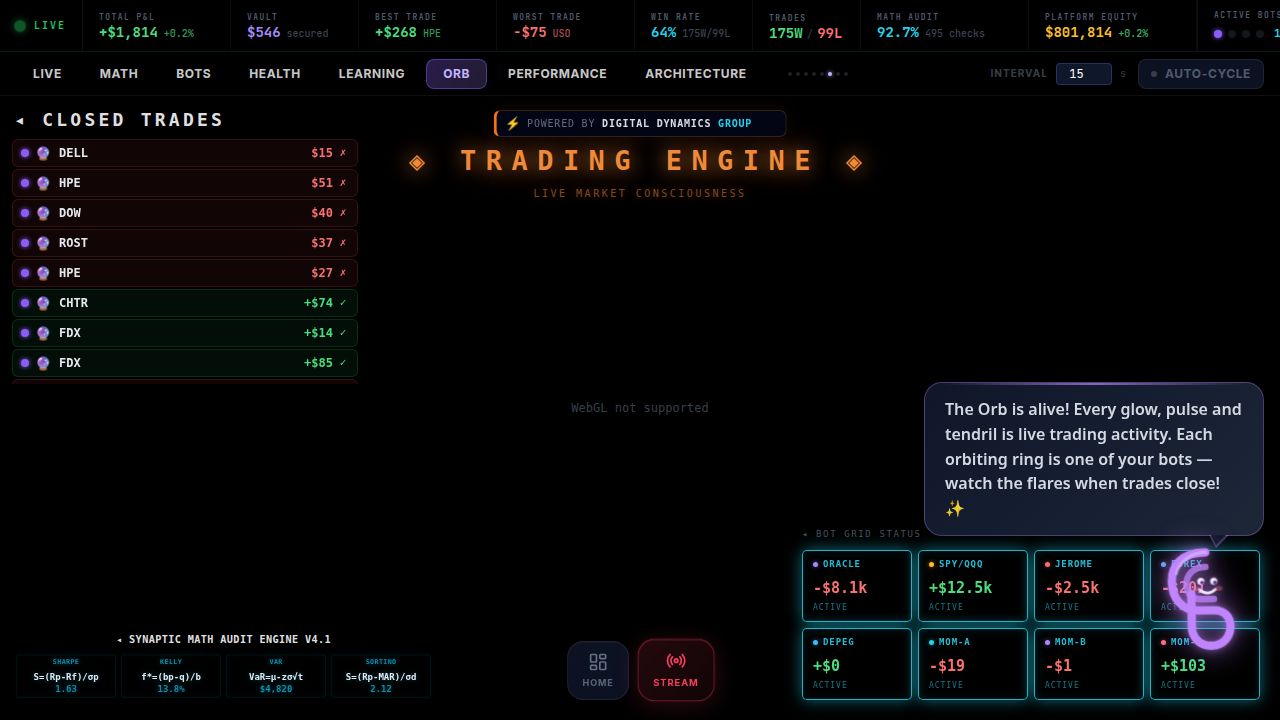 LIVE
TOTAL P&L
+$1,814 +0.2%
VAULT
$546 secured
BEST TRADE
+$268 HPE
WORST TRADE
-$75 USO
WIN RATE
64% 175W/99L
TRADES
175W / 99L
MATH AUDIT
92.7% 495 checks
PLATFORM EQUITY
$801,814 +0.2%
ACTIVE BOTS
LIVE MATH BOTS HEALTH LEARNING ORB PERFORMANCE ARCHITECTURE
INTERVAL 15 s AUTO-CYCLE
◂ CLOSED TRADES
DELL $15 ✗
HPE $51 ✗
DOW $40 ✗
ROST $37 ✗
HPE $27 ✗
CHTR +$74 ✓
FDX +$14 ✓
FDX +$85 ✓
⚡ POWERED BY DIGITAL DYNAMICS GROUP
◈ TRADING ENGINE ◈
LIVE MARKET CONSCIOUSNESS
WebGL not supported
The Orb is alive! Every glow, pulse and
tendril is live trading activity. Each
orbiting ring is one of your bots —
watch the flares when trades close!
✨
◂ BOT GRID STATUS
ORACLE
-$8.1k
ACTIVE
SPY/QQQ
+$12.5k
ACTIVE
JEROME
-$2.5k
ACTIVE
DEPEG
+$0
ACTIVE
MOM-A
-$19
ACTIVE
MOM-B
-$1
ACTIVE
+$103
ACTIVE
◂ SYNAPTIC MATH AUDIT ENGINE V4.1
SHARPE
S=(Rp-Rf)/σp
1.63
KELLY
f*=(bp-q)/b
13.8%
VAR
VaR=μ-zσ√t
$4,820
SORTINO
S=(Rp-MAR)/σd
2.12
HOME
STREAM